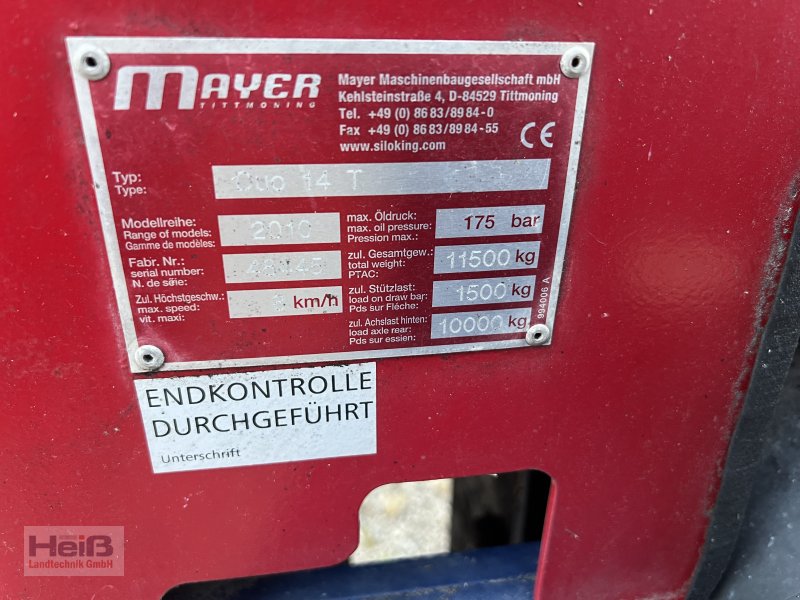 MAYER
TITTMONING
Mayer Maschinenbaugesellschaft mbH
Kehlsteinstraße 4, D-84529 Tittmoning
Tel. +49 (0) 86 83/89 84-0
Fax +49 (0) 86 83/89 84-55
www.siloking.com
CE
Typ:
Type:
Duo 14 T
Modellreihe:
Range of models:
Gamme de modèles:
2010
max. Öldruck:
max. oil pressure:
Pression max.:
175 bar
Fabr. Nr.:
serial number:
N. de série:
zul. Gesamtgew.:
total weight:
PTAC:
11500 kg
Zul. Höchstgeschw.:
max. speed:
vit. maxi:
km/h
zul. Stützlast:
load on draw bar:
Pds sur Fléche:
1500 kg
zul. Achslast hinten:
load axle rear:
Pds sur essien:
10000 kg
994006 A
ENDKONTROLLE
DURCHGEFÜHRT
Unterschrift
Heiß
Landtechnik GmbH